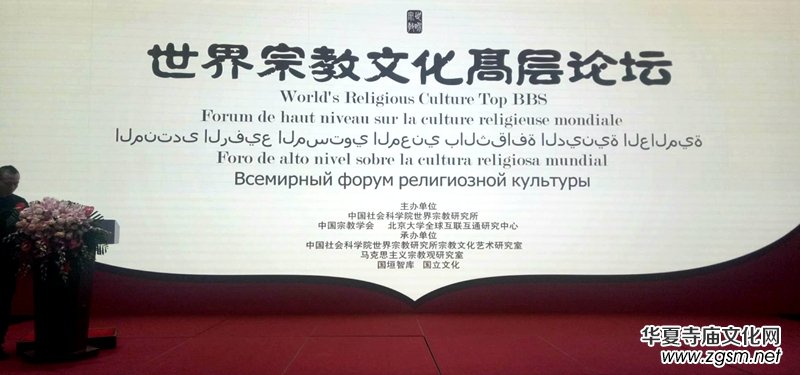 世界宗教文化高层论坛
World's Religious Culture Top BBS
Forum de haut niveau sur la culture religieuse mondiale
المنتدى الرفيع المستوي المعني بالثقافة الدينية العالمية
Foro de alto nivel sobre la cultura religiosa mundial
Всемирный форум религиозной культуры
主办单位
中国社会科学院世界宗教研究所
中国宗教学会 北京大学全球互联互通研究中心
承办单位
中国社会科学院世界宗教研究所宗教文化艺术研究室
马克思主义宗教观研究室
国垣智库 国立文化
华夏寺庙文化网
www.zgsm.net